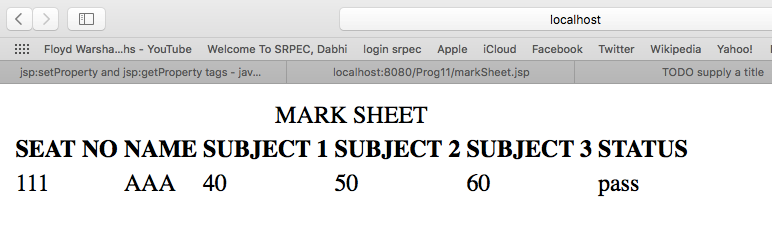 localhost
Floyd Warsha...hs - YouTube Welcome To SRPEC, Dabhi login srpec Apple iCloud Facebook Twitter Wikipedia Yahoo!
jsp:setProperty and jsp:getProperty tags - jav... localhost:8080/Prog11/markSheet.jsp TODO supply a title
MARK SHEET
SEAT NO NAME SUBJECT 1 SUBJECT 2 SUBJECT 3 STATUS
111 AAA 40 50 60 pass